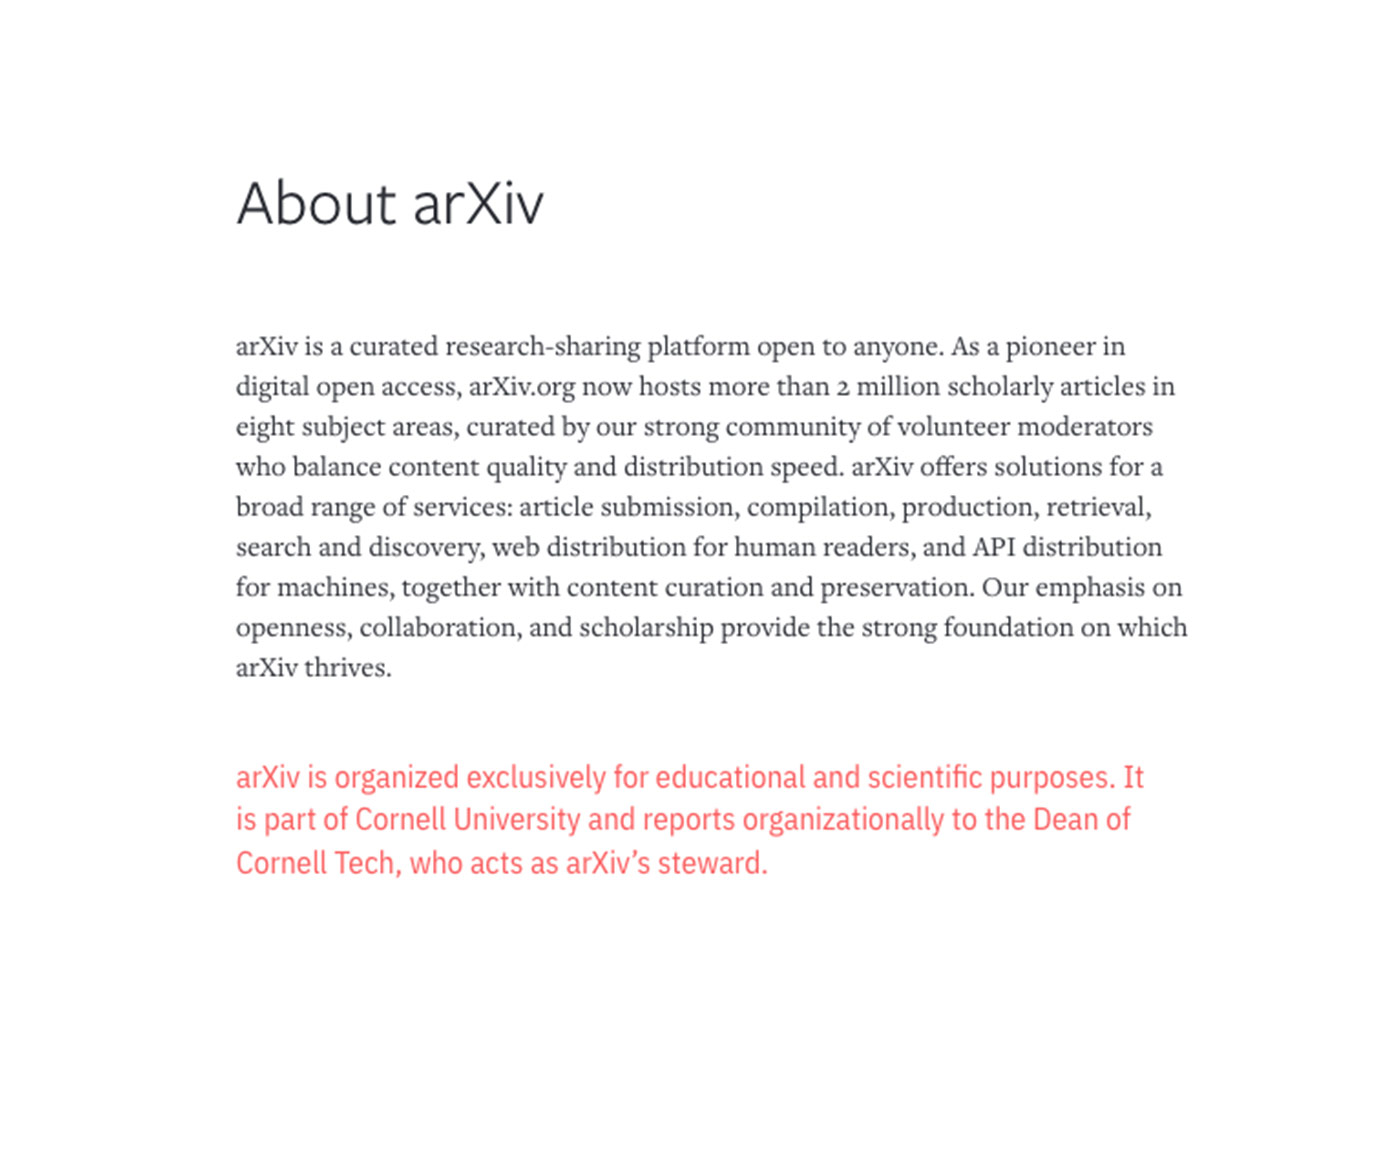 About arXiv
arXiv is a curated research-sharing platform open to anyone. As a pioneer in
digital open access, arXiv.org now hosts more than 2 million scholarly articles in
eight subject areas, curated by our strong community of volunteer moderators
who balance content quality and distribution speed. arXiv offers solutions for a
broad range of services: article submission, compilation, production, retrieval,
search and discovery, web distribution for human readers, and API distribution
for machines, together with content curation and preservation. Our emphasis on
openness, collaboration, and scholarship provide the strong foundation on which
arXiv thrives.
arXiv is organized exclusively for educational and scientific purposes. It
is part of Cornell University and reports organizationally to the Dean of
Cornell Tech, who acts as arXiv’s steward.